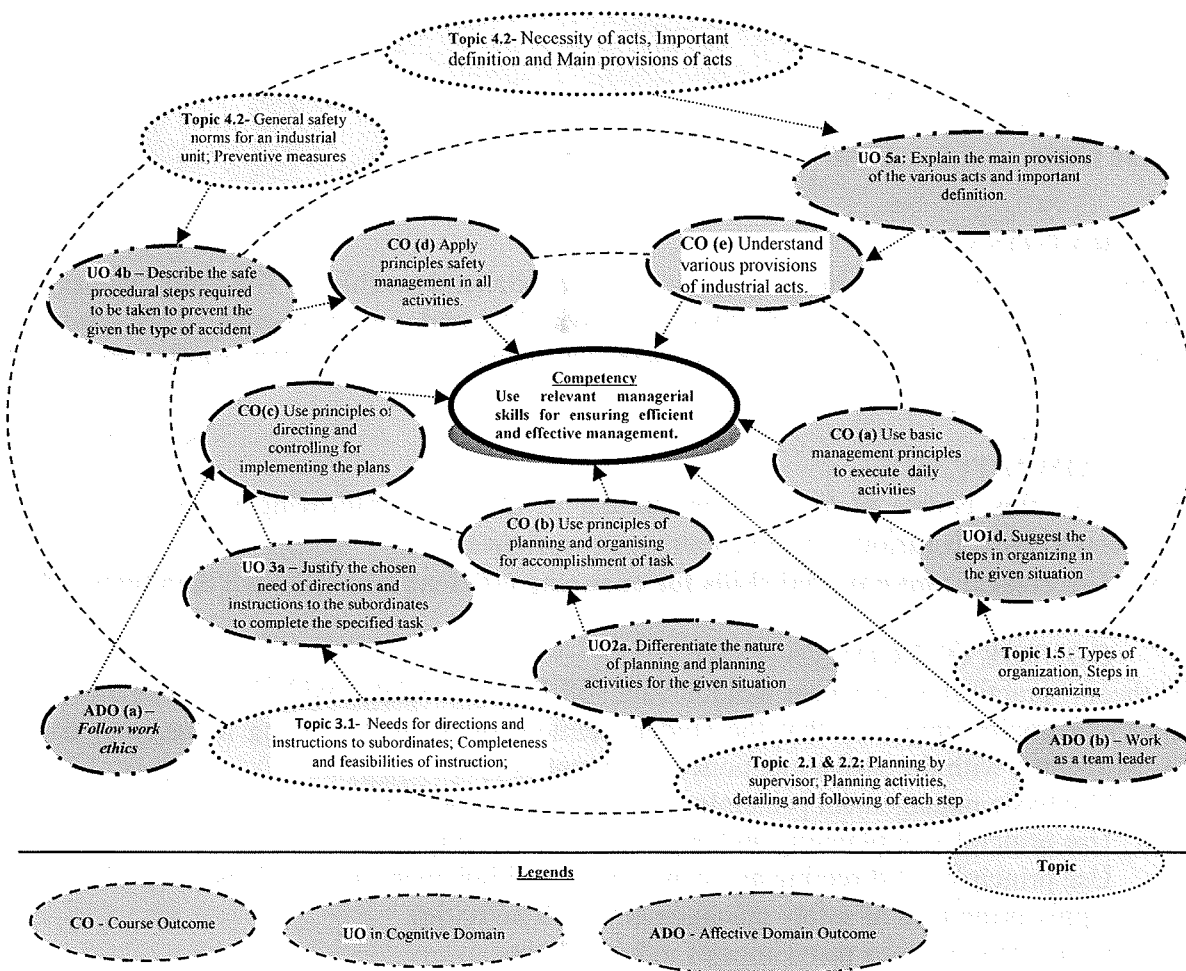 Topic 4.2- Necessity of acts, Important
definition and Main provisions of acts
Topic 4.2- General safety
norms for an industrial
unit; Preventive measures
UO 5a: Explain the main provisions
of the various acts and important
definition.
CO (d) Apply
principles safety
management in all
activities.
CO (e) Understand
various provisions
of industrial acts.
UO 4b – Describe the safe
procedural steps required
to be taken to prevent the
given the type of accident
Competency
Use relevant managerial
skills for ensuring efficient
and effective management.
CO(c) Use principles of
directing and
controlling for
implementing the plans
CO (a) Use basic
management principles
to execute daily
activities
CO (b) Use principles of
planning and organising
for accomplishment of task
UO1d. Suggest the
steps in organizing in
the given situation
UO 3a – Justify the chosen
need of directions and
instructions to the subordinates
to complete the specified task
UO2a. Differentiate the nature
of planning and planning
activities for the given situation
Topic 1.5 - Types of
organization, Steps in
organizing
ADO (a) –
Follow work
ethics
Topic 3.1- Needs for directions and
instructions to subordinates; Completeness
and feasibilities of instruction;
ADO (b) – Work
as a team leader
Topic 2.1 & 2.2: Planning by
supervisor; Planning activities,
detailing and following of each step
Legends
Topic
CO - Course Outcome
UO in Cognitive Domain
ADO - Affective Domain Outcome